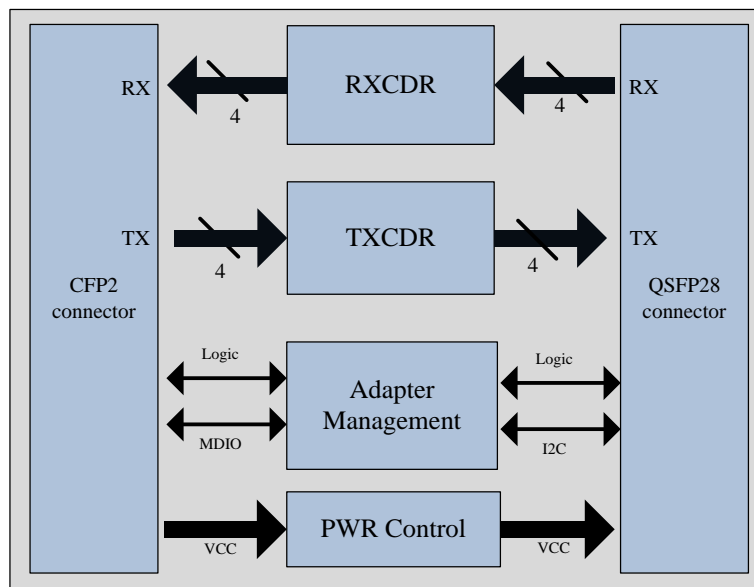 RX
4
RXCDR
4
RX
TX
4
TXCDR
4
TX
CFP2
connector
QSFP28
connector
Logic
MDIO
Adapter
Management
Logic
I2C
VCC
PWR Control
VCC